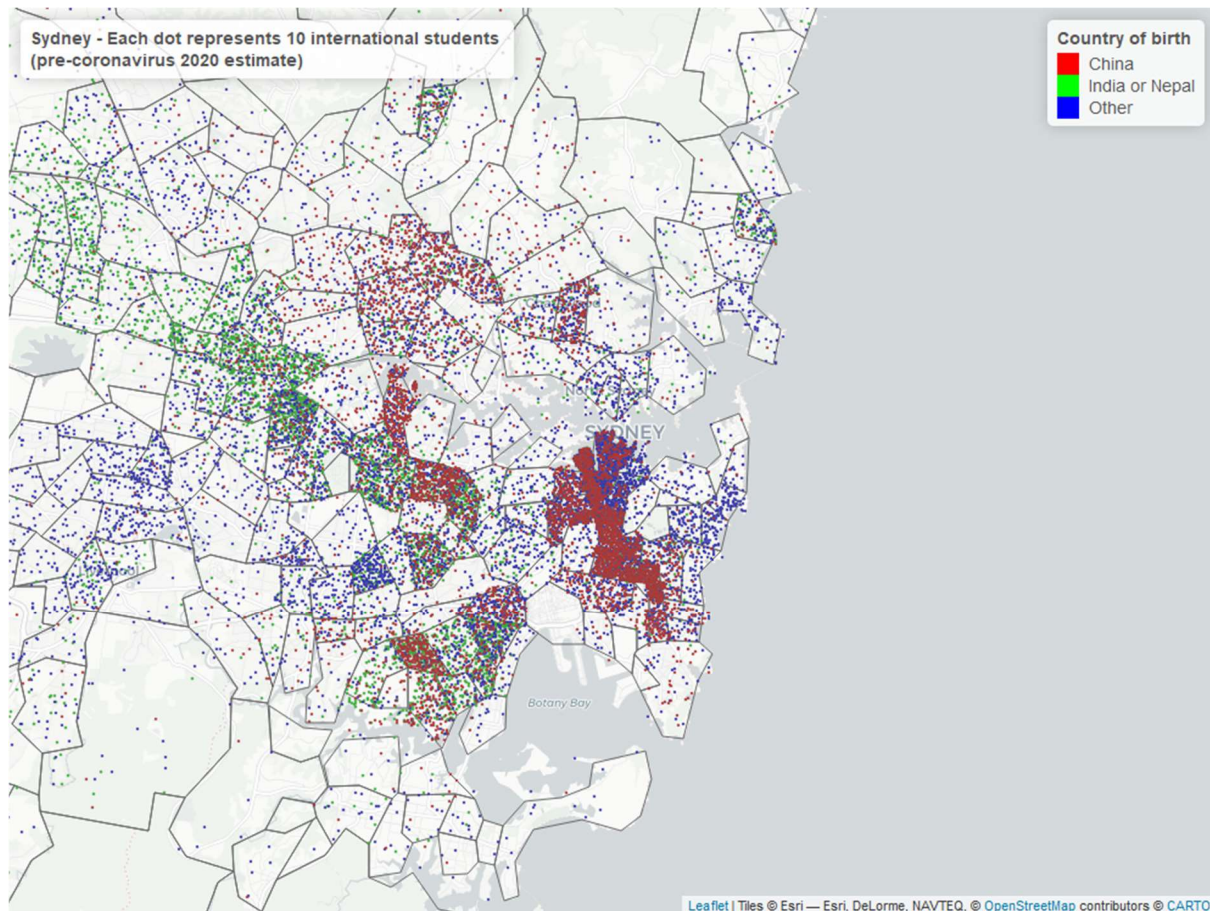 Sydney - Each dot represents 10 international students
(pre-coronavirus 2020 estimate)
Country of birth
China
India or Nepal
Other
SYDNEY
Botany Bay
Leaflet | Tiles © Esri — Esri, DeLorme, NAVTEQ, © OpenStreetMap contributors © CARTO